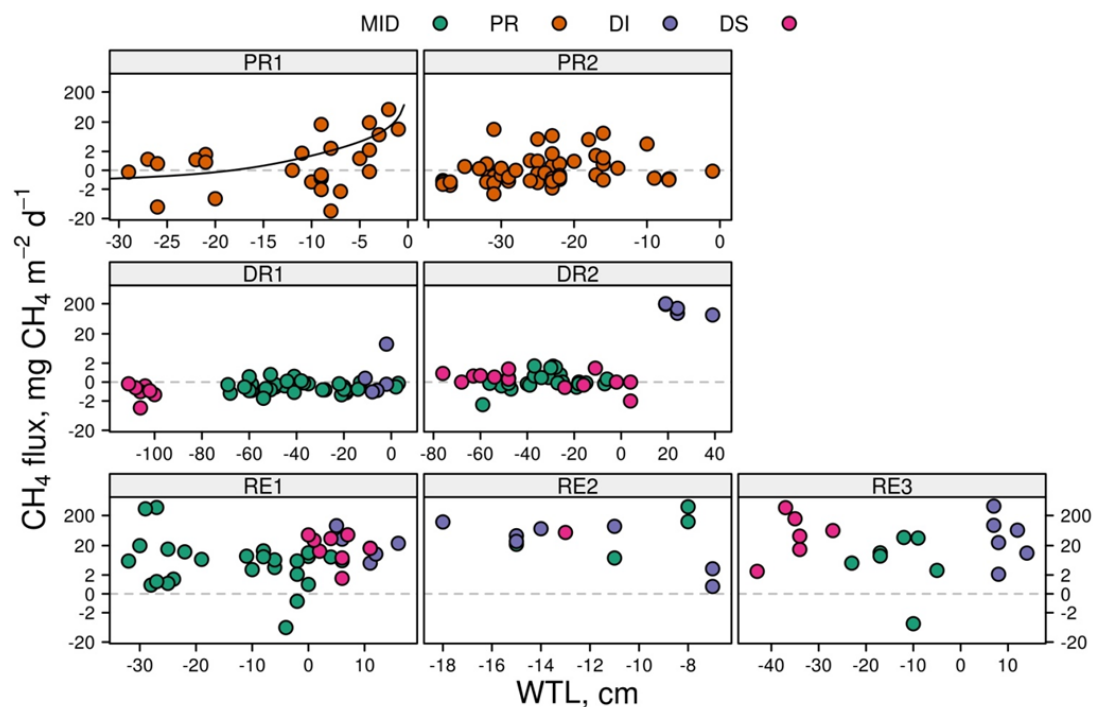 MID PR DI DS
PR1 PR2
200
20
2
0
-2
-20
-30 -25 -20 -15 -10 -5 0 -30 -20 -10 0
DR1 DR2
200
20
2
0
-2
-20
-100 -80 -60 -40 -20 0 -80 -60 -40 -20 0 20 40
RE1 RE2 RE3
200 200
20 20
2 2
0 0
-2 -2
-20 -20
-30 -20 -10 0 10 -18 -16 -14 -12 -10 -8 -40 -30 -20 -10 0 10
CH₄ flux, mg CH₄ m⁻² d⁻¹
WTL, cm